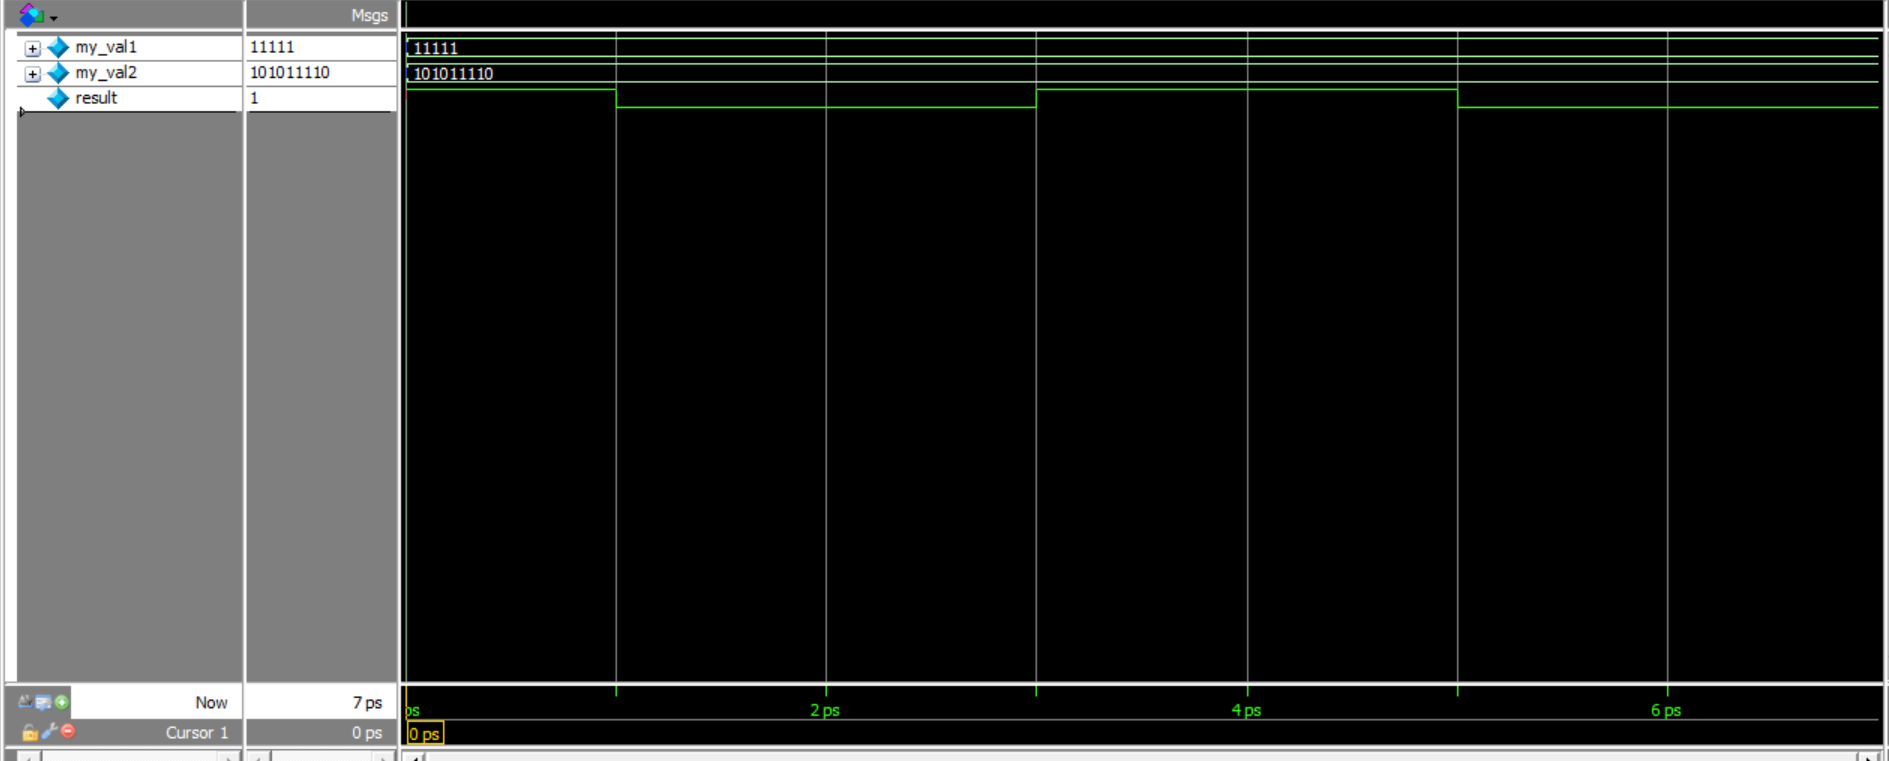 Msgs
my_val1 11111 11111
my_val2 101011110 101011110
result 1
Now 7 ps ps 2 ps 4 ps 6 ps
Cursor 1 0 ps 0 ps